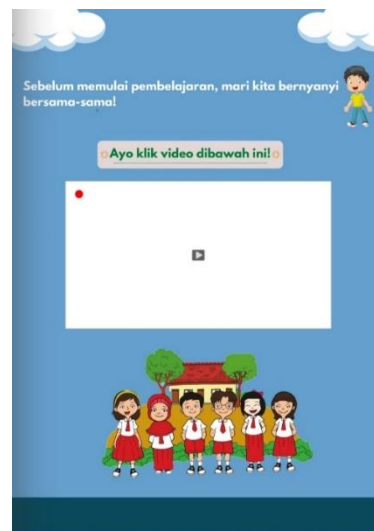 Sebelum memulai pembelajaran, mari kita bernyanyi
bersama-sama!
Ayo klik video dibawah ini!